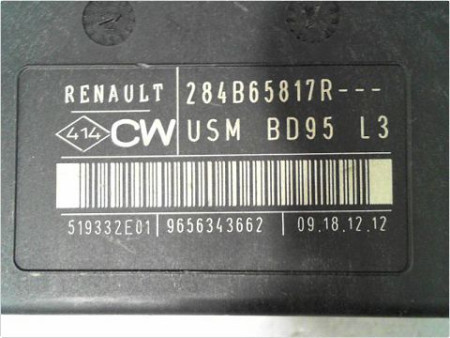 RENAULT 284B65817R---
414 CW USM BD95 L3
519332E01 9656343662 09.18.12.12